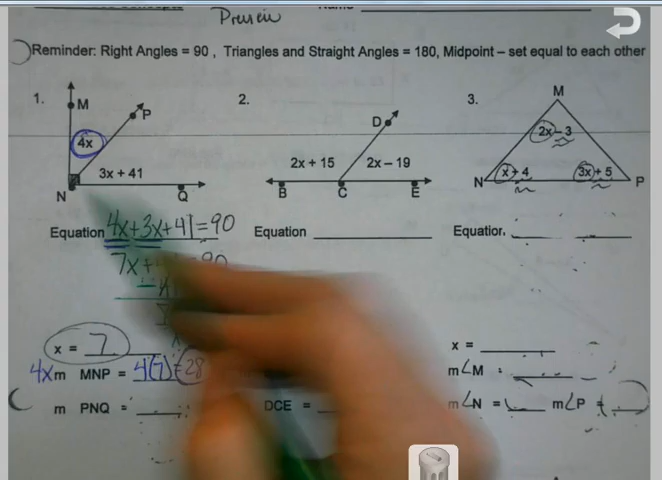 Preview
Reminder: Right Angles = 90 , Triangles and Straight Angles = 180, Midpoint – set equal to each other
1. M P 4x 3x + 41 N Q
2. D 2x + 15 2x – 19 B C E
3. M 2x – 3 x + 4 3x + 5 N P
Equation 4x+3x+41=90 Equation Equation
7x+ =90
x = 7 x =
4x m MNP = 4(7)=28 m∠M =
m PNQ = DCE = m∠N = m∠P =